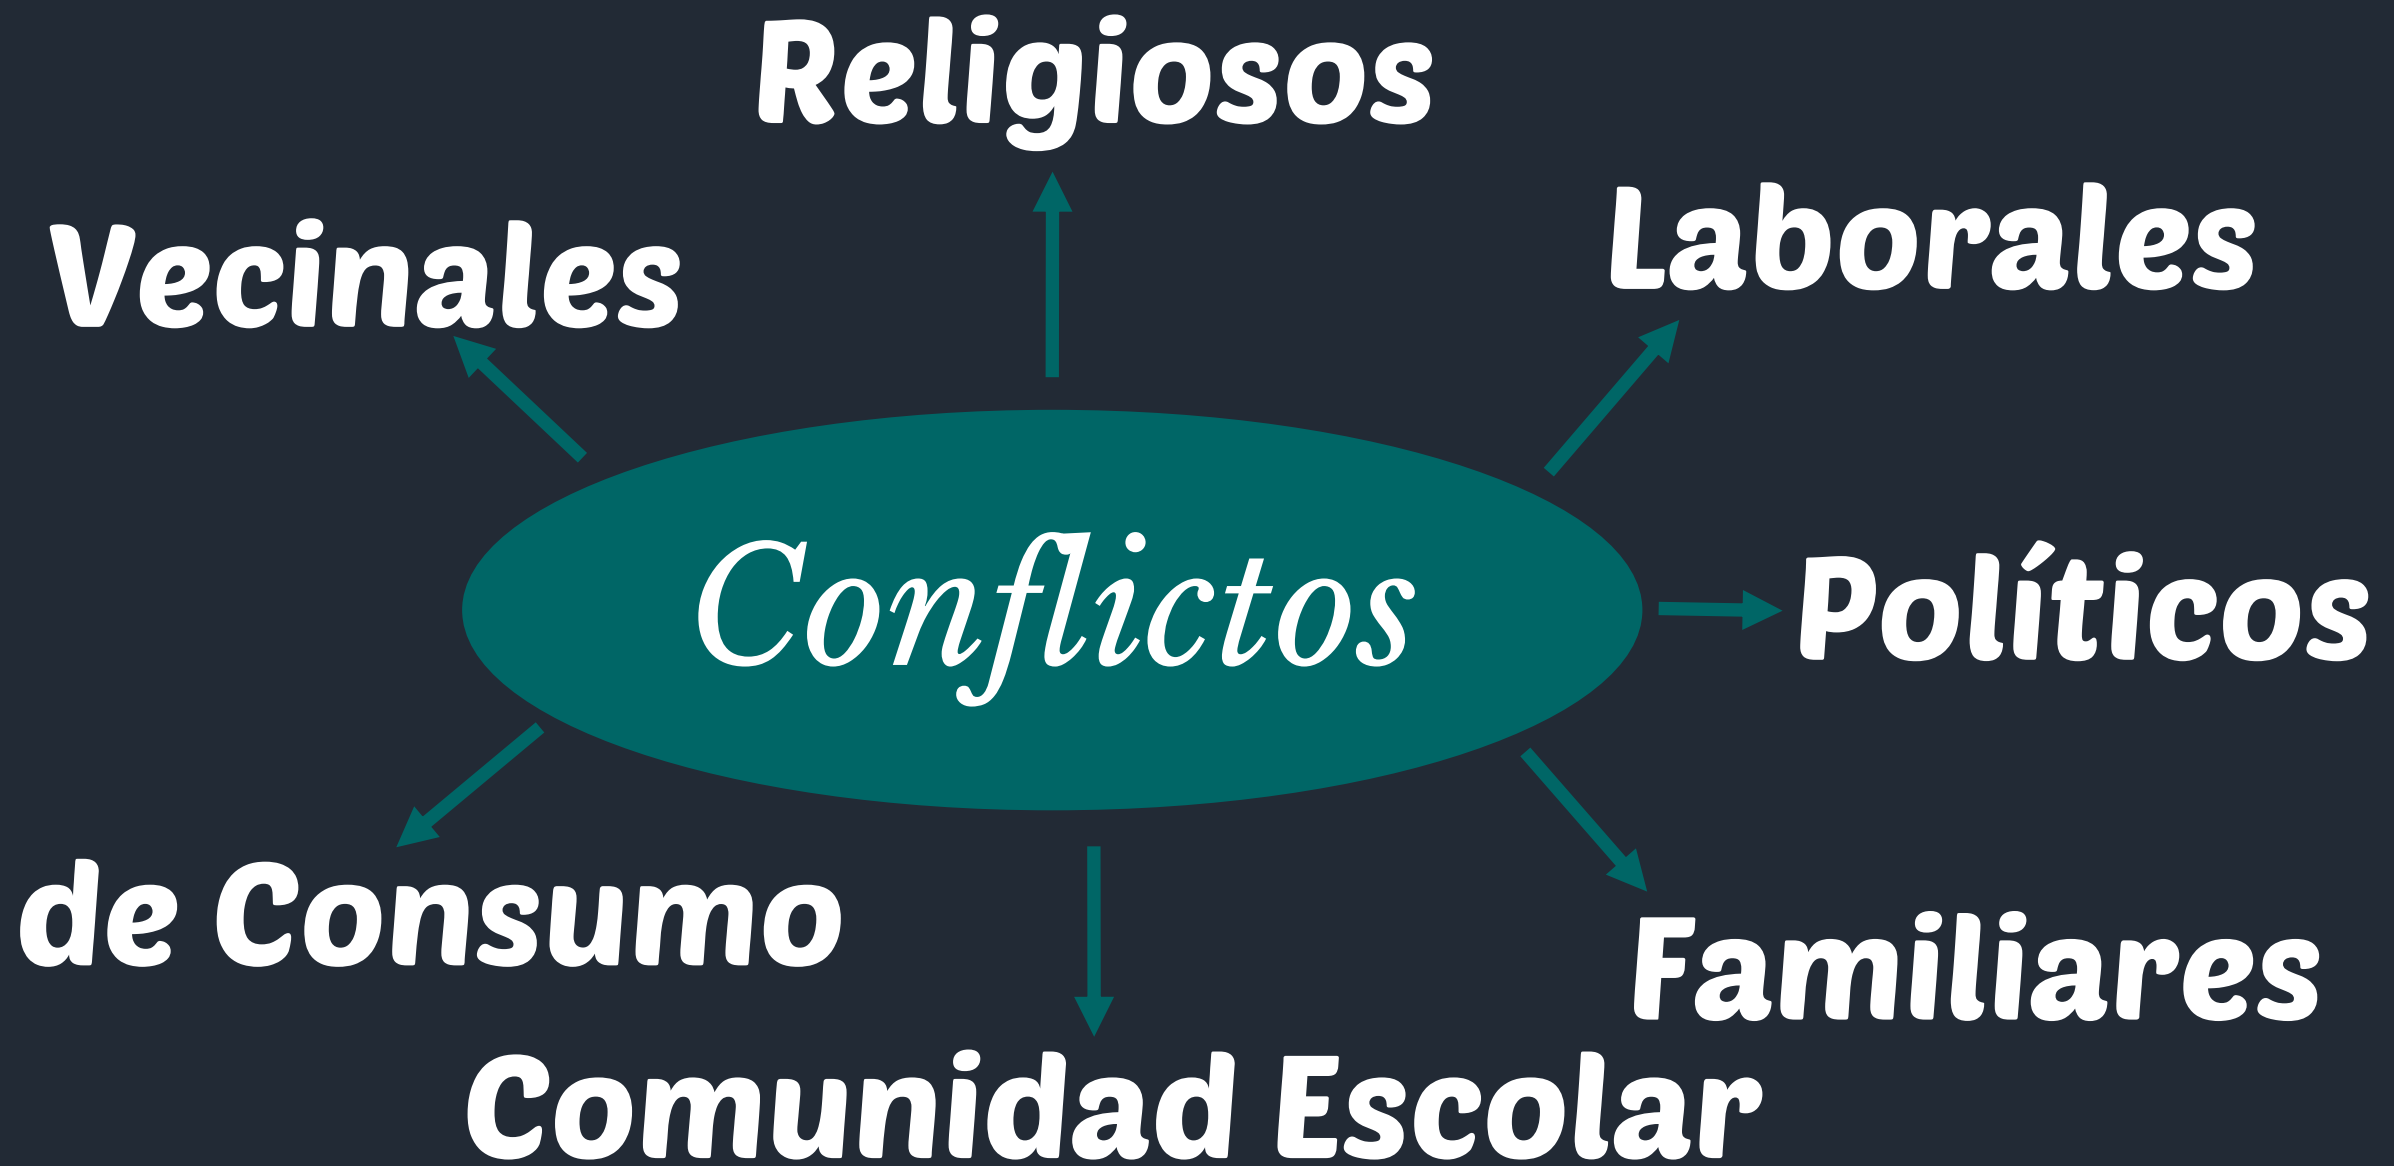 Religiosos
Vecinales
Laborales
Conflictos
Políticos
de Consumo
Familiares
Comunidad Escolar